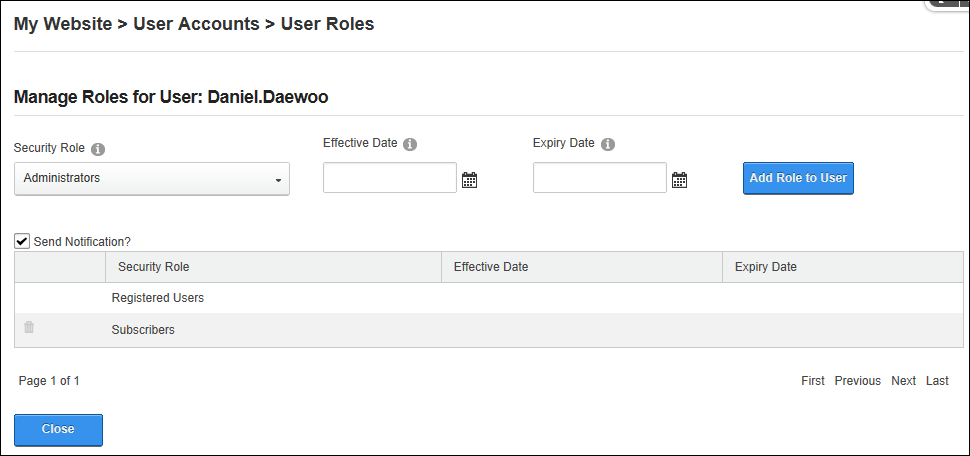 My Website > User Accounts > User Roles
Manage Roles for User: Daniel.Daewoo
Security Role
Effective Date
Expiry Date
Administrators
Add Role to User
Send Notification?
Security Role Effective Date Expiry Date
Registered Users
Subscribers
Page 1 of 1
First Previous Next Last
Close